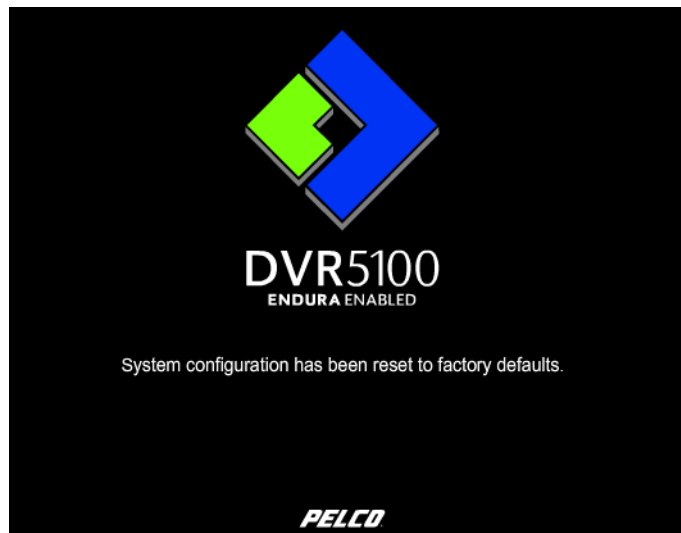 DVR5100
ENDURA ENABLED
System configuration has been reset to factory defaults.
PELCO